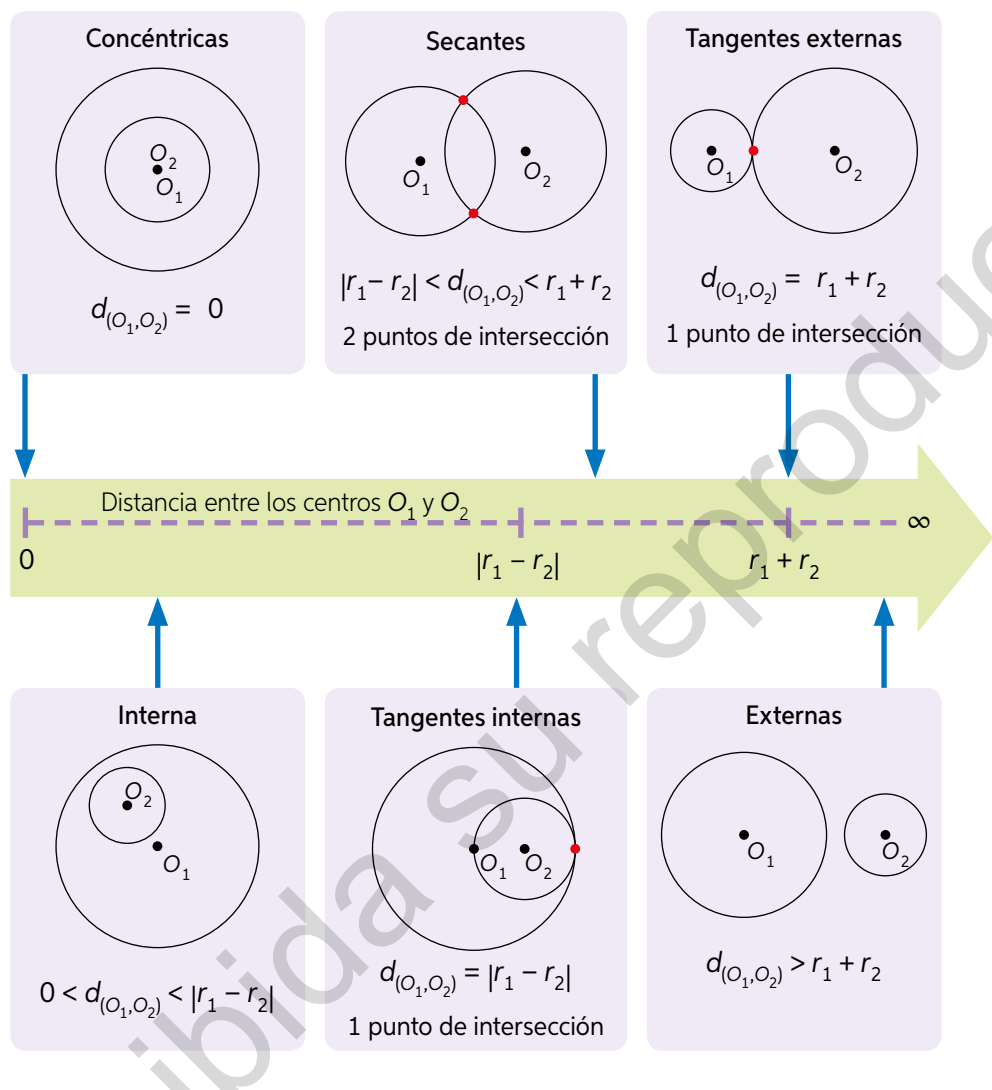 Concéntricas
O₂
O₁
d(O₁,O₂) = 0
Secantes
O₁
O₂
|r₁ – r₂| < d(O₁,O₂) < r₁ + r₂
2 puntos de intersección
Tangentes externas
O₁
O₂
d(O₁,O₂) = r₁ + r₂
1 punto de intersección
Distancia entre los centros O₁ y O₂
∞
0
|r₁ – r₂|
r₁ + r₂
Interna
O₂
O₁
0 < d(O₁,O₂) < |r₁ – r₂|
Tangentes internas
O₁
O₂
d(O₁,O₂) = |r₁ – r₂|
1 punto de intersección
Externas
O₁
O₂
d(O₁,O₂) > r₁ + r₂
ibida su reproduc